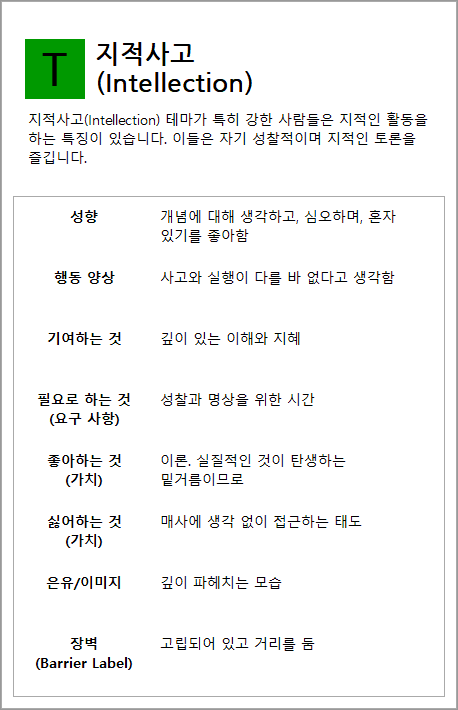 T
지적사고
(Intellection)
지적사고(Intellection) 테마가 특히 강한 사람들은 지적인 활동을
하는 특징이 있습니다. 이들은 자기 성찰적이며 지적인 토론을
즐깁니다.
성향
개념에 대해 생각하고, 심오하며, 혼자
있기를 좋아함
행동 양상
사고와 실행이 다를 바 없다고 생각함
기여하는 것
깊이 있는 이해와 지혜
필요로 하는 것
(요구 사항)
성찰과 명상을 위한 시간
좋아하는 것
(가치)
이론. 실질적인 것이 탄생하는
밑거름이므로
싫어하는 것
(가치)
매사에 생각 없이 접근하는 태도
은유/이미지
깊이 파헤치는 모습
장벽
(Barrier Label)
고립되어 있고 거리를 둠